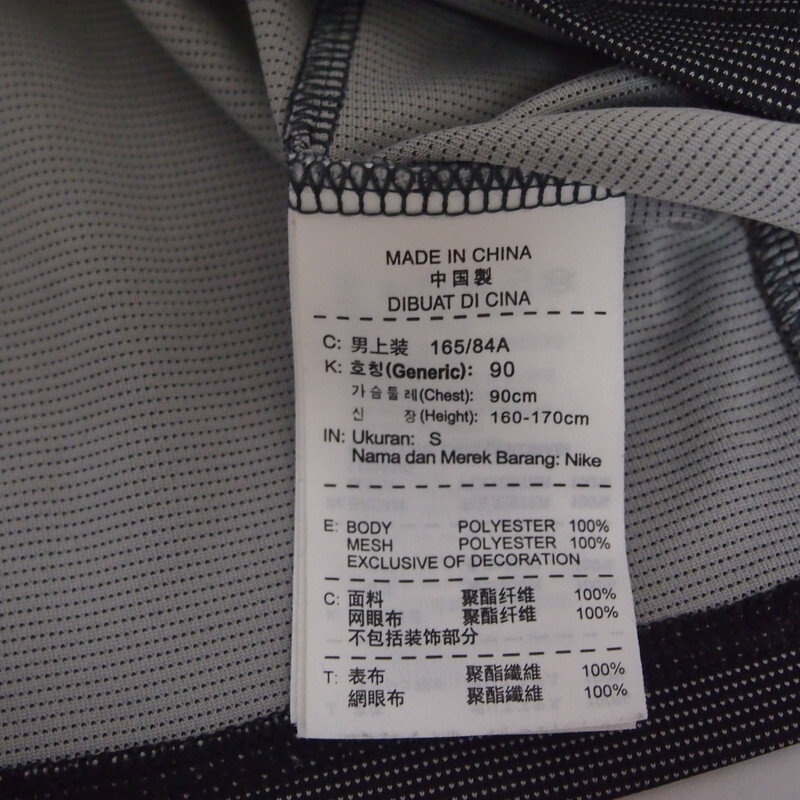 MADE IN CHINA
中国製
DIBUAT DI CINA
C: 男上装 165/84A
K: 호칭(Generic): 90
가슴둘레(Chest): 90cm
신 장(Height): 160-170cm
IN: Ukuran: S
Nama dan Merek Barang: Nike
E: BODY POLYESTER 100%
MESH POLYESTER 100%
EXCLUSIVE OF DECORATION
C: 面料 聚酯纤维 100%
网眼布 聚酯纤维 100%
不包括装饰部分
T: 表布 聚酯纖維 100%
網眼布 聚酯纖維 100%